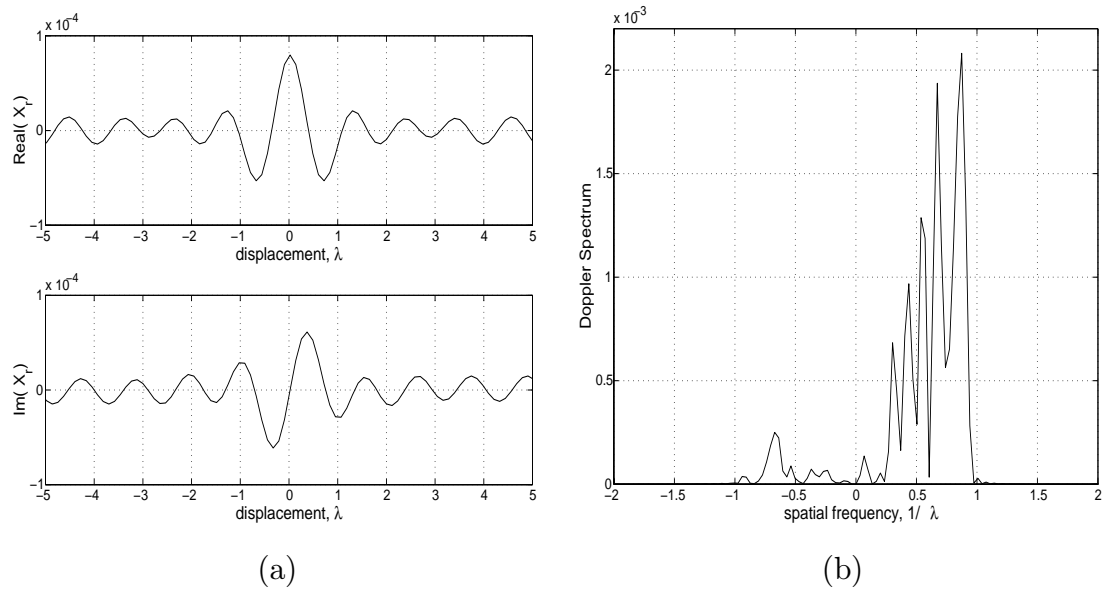 x 10⁻⁴
1
0
−1
Real( X_r)
−5 −4 −3 −2 −1 0 1 2 3 4 5
displacement, λ
x 10⁻⁴
1
0
−1
Im( X_r)
−5 −4 −3 −2 −1 0 1 2 3 4 5
displacement, λ
(a)
x 10⁻³
2
1.5
1
0.5
0
Doppler Spectrum
−2 −1.5 −1 −0.5 0 0.5 1 1.5 2
spatial frequency, 1/ λ
(b)